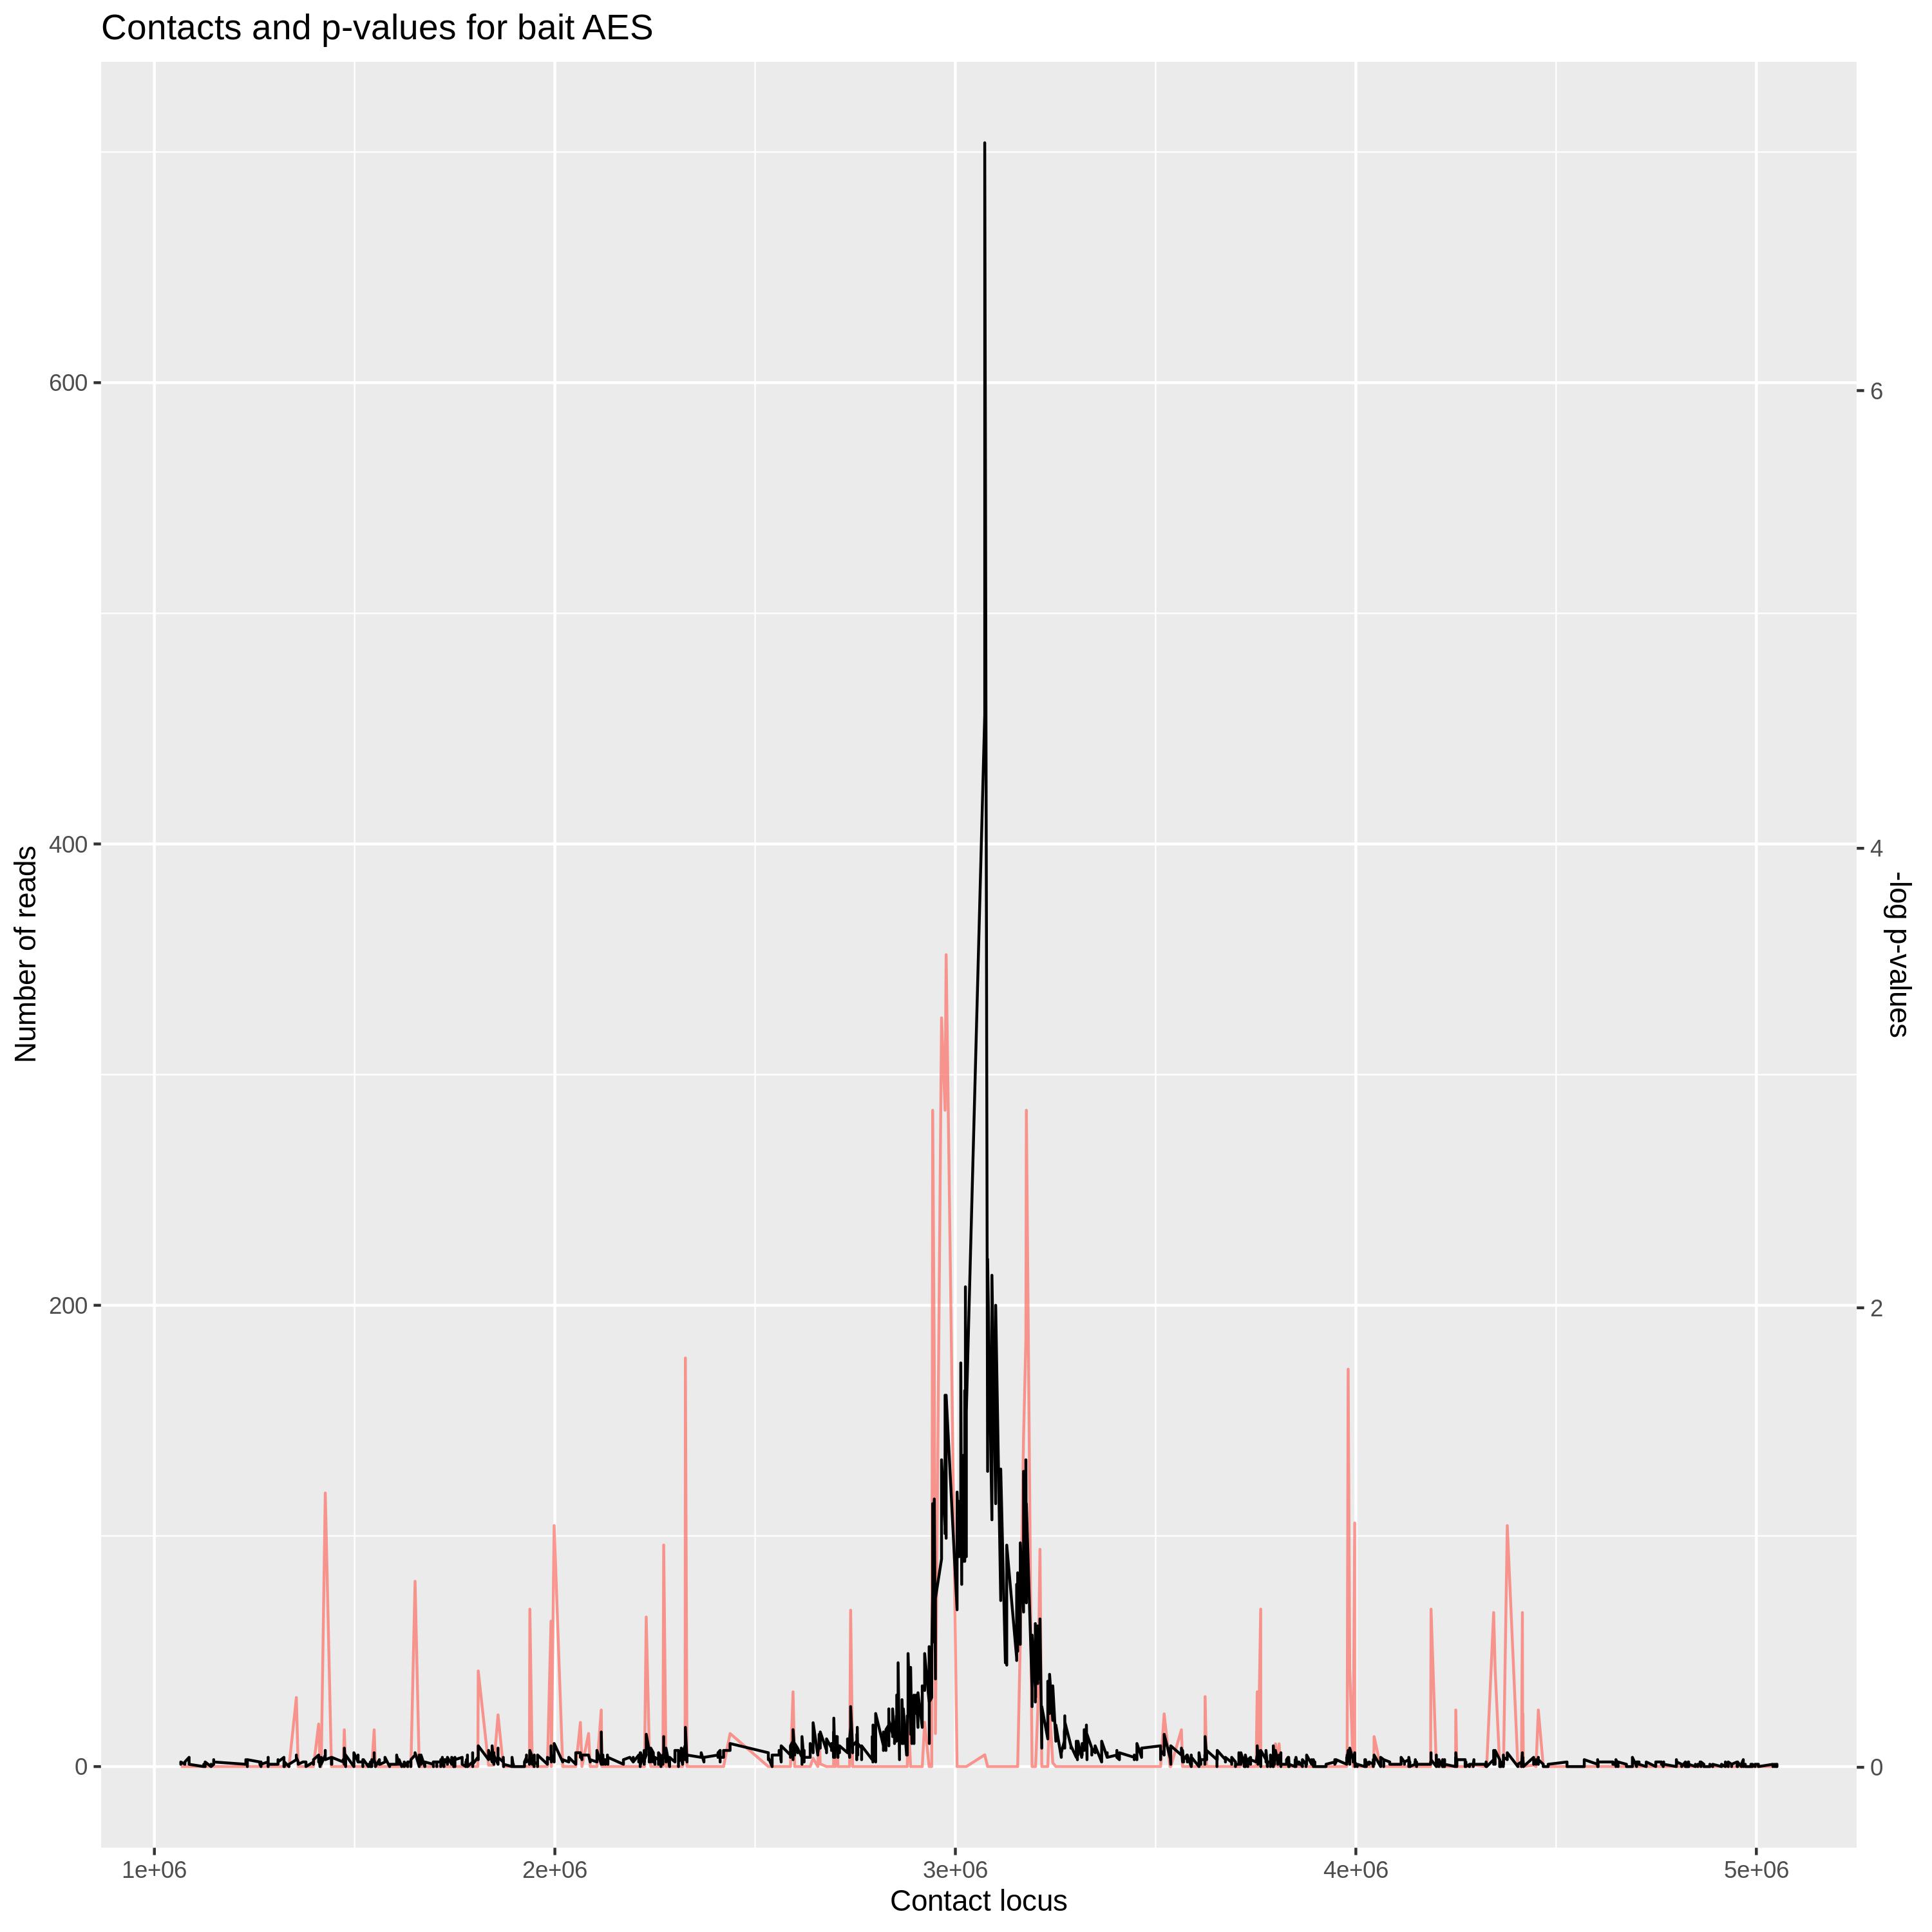 Contacts and p-values for bait AES
600
400
200
0
Number of reads
6
4
2
0
-log p-values
1e+06
2e+06
3e+06
4e+06
5e+06
Contact locus